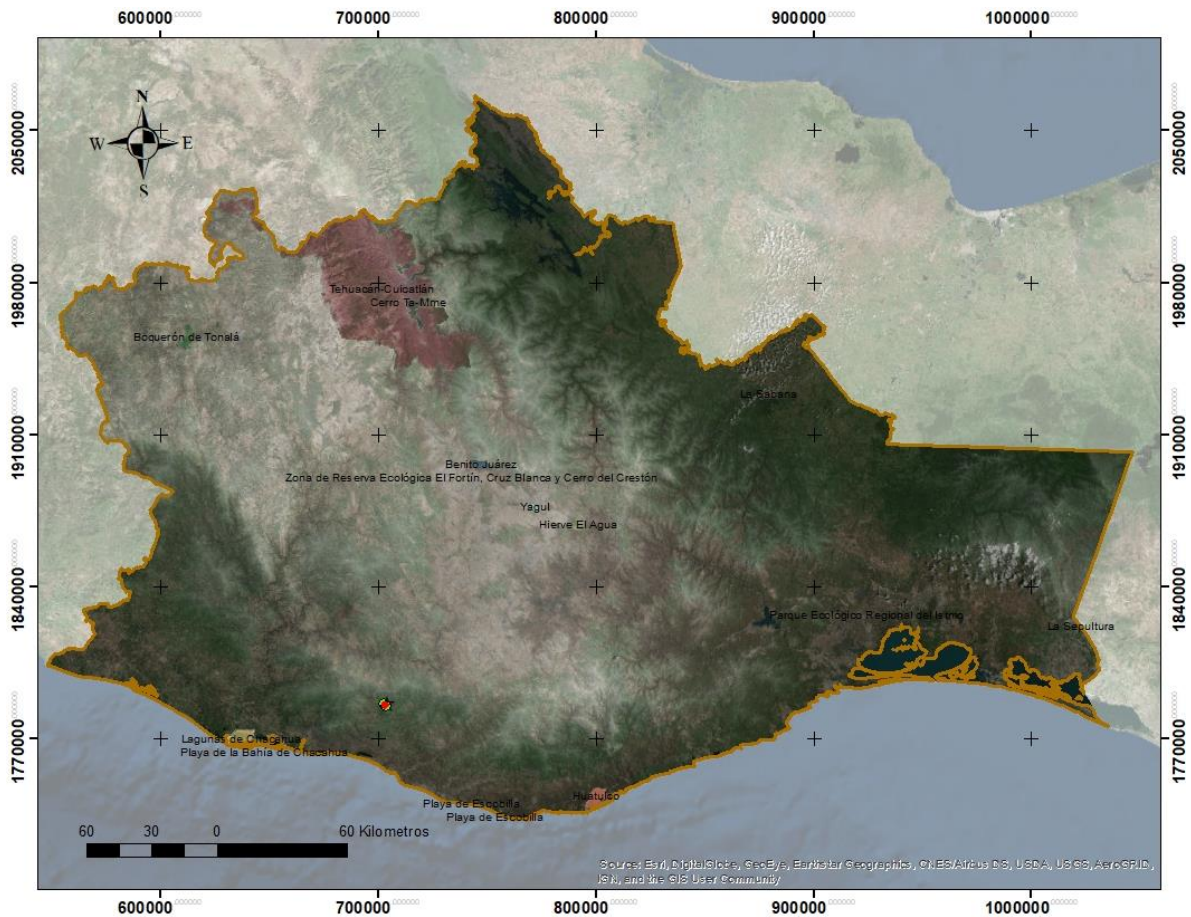 600000 700000 800000 900000 1000000
N
W E
S
2050000 2050000
1980000 1980000
Tehuacán-Cuicatlán
Cerro Ta-Mme
Boquerón de Tonalá
La Sabana
1910000 1910000
Benito Juárez
Zona de Reserva Ecológica El Fortín, Cruz Blanca y Cerro del Crestón
Yagul
Hierve El Agua
1840000 1840000
Parque Ecológico Regional del Istmo
La Sepultura
1770000 1770000
Lagunas de Chacahua
Playa de la Bahía de Chacahua
Huatulco
Playa de Escobilla
Playa de Escobilla
60 30 0 60 Kilometros
Source: Esri, DigitalGlobe, GeoEye, Earthstar Geographics, CNES/Airbus DS, USDA, USGS, AeroGRID,
IGN, and the GIS User Community
600000 700000 800000 900000 1000000